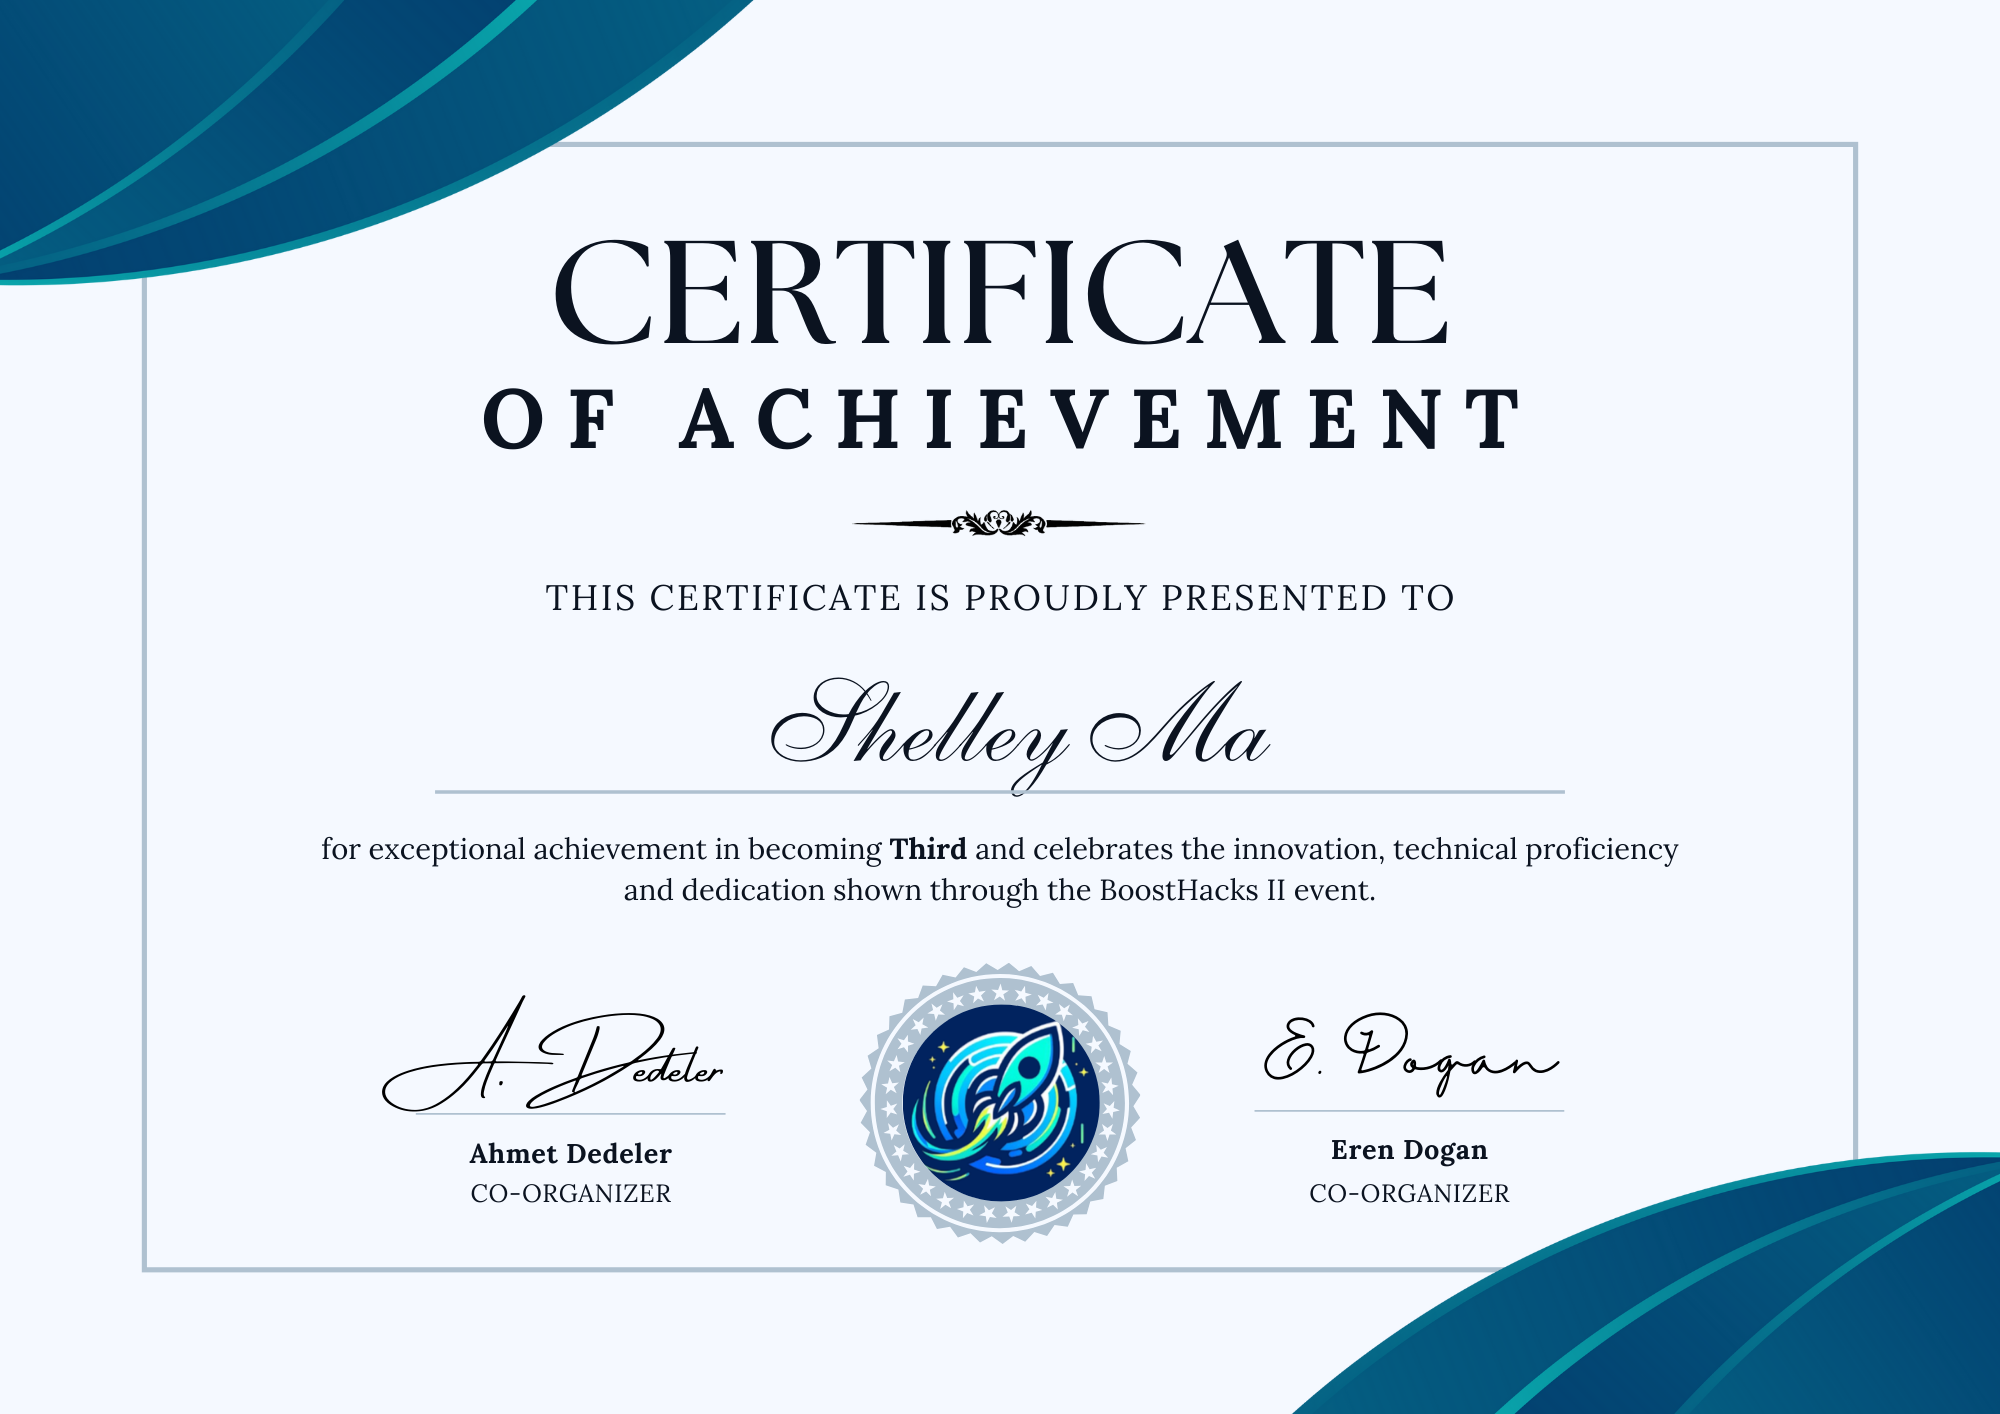 CERTIFICATE
OF ACHIEVEMENT
THIS CERTIFICATE IS PROUDLY PRESENTED TO
Shelley Ma
for exceptional achievement in becoming Third and celebrates the innovation, technical proficiency
and dedication shown through the BoostHacks II event.
A. Dedeler
Ahmet Dedeler
CO-ORGANIZER
E. Dogan
Eren Dogan
CO-ORGANIZER